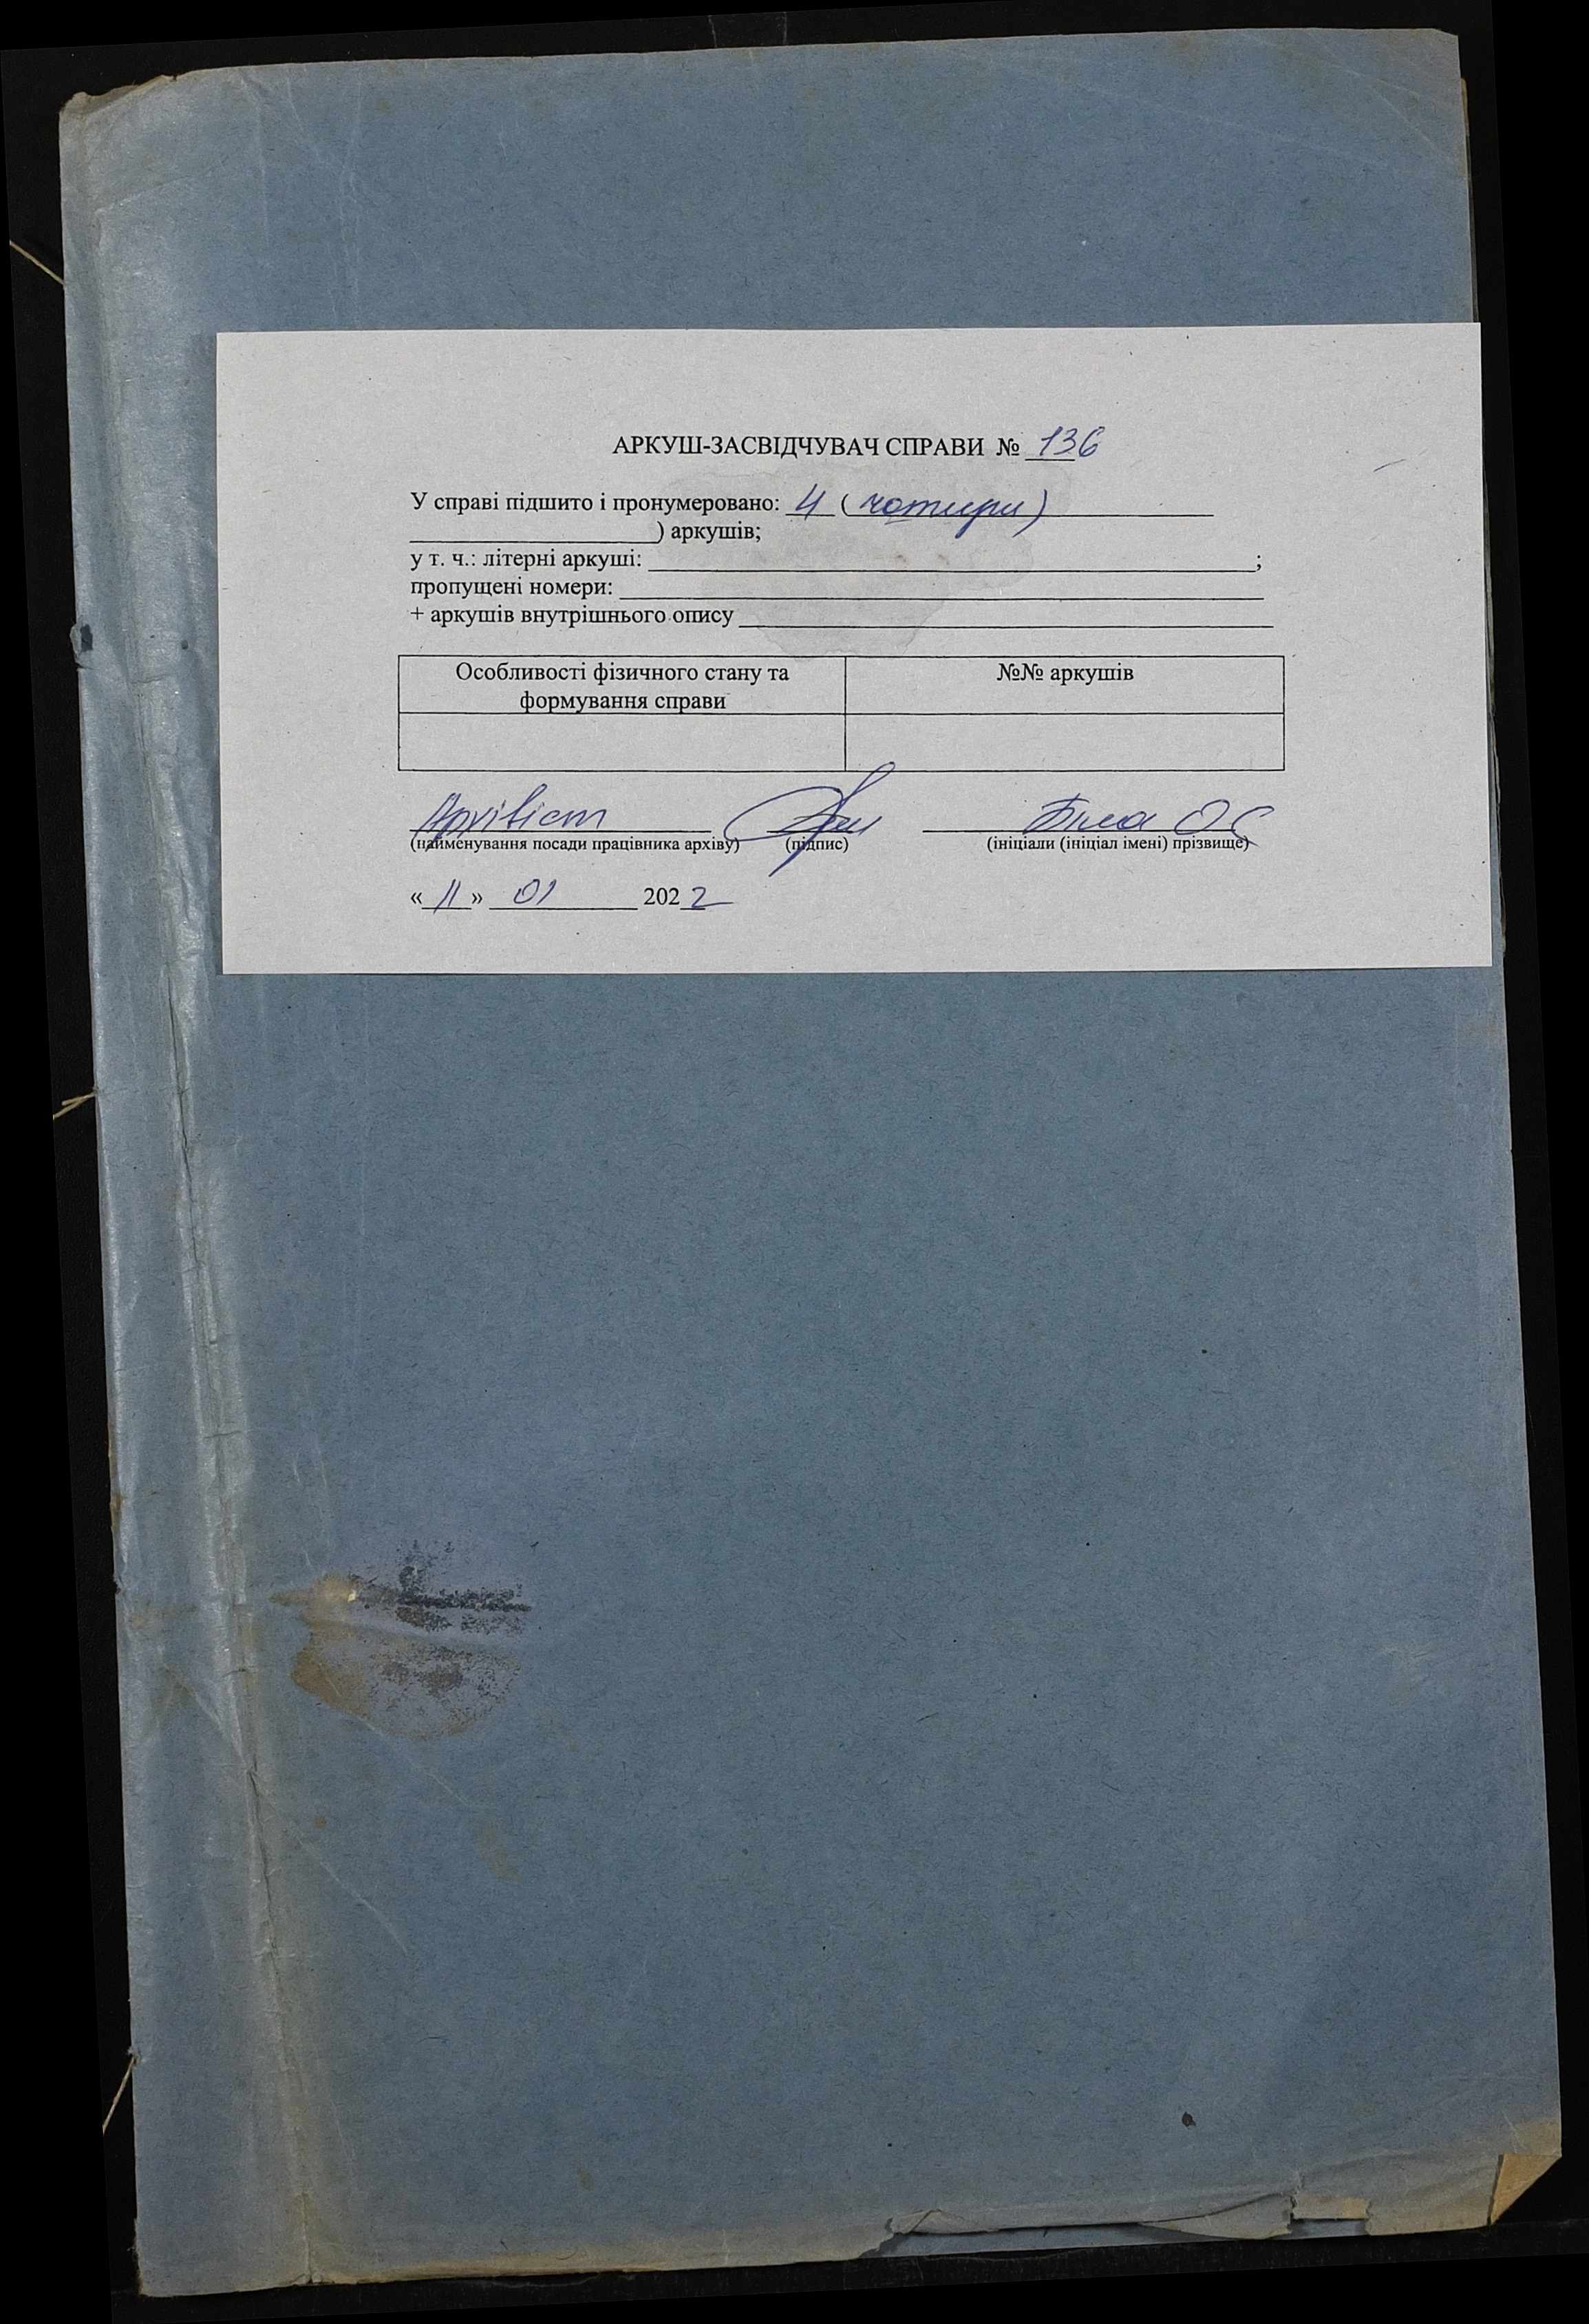 АРКУШ-ЗАСВІДЧУВАЧ СПРАВИ № 136
У справі підшито і пронумеровано: 4 ( чотири)
) аркушів;
у т. ч.: літерні аркуші: ;
пропущені номери:
+ аркушів внутрішнього опису
Особливості фізичного стану та формування справи
№№ аркушів
Архівіст Біла О С
(найменування посади працівника архіву) (підпис) (ініціали (ініціал імені) прізвище)
« 11 » 01 2022